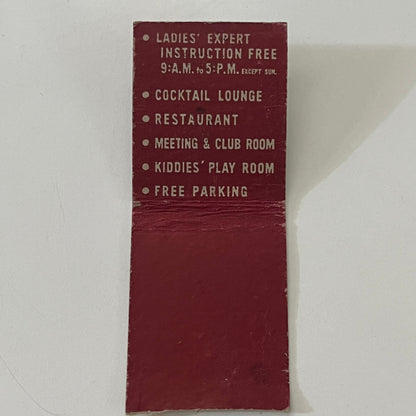 • LADIES' EXPERT
INSTRUCTION FREE
9:A.M. to 5:P.M. EXCEPT SUN.
• COCKTAIL LOUNGE
• RESTAURANT
• MEETING & CLUB ROOM
• KIDDIES' PLAY ROOM
• FREE PARKING